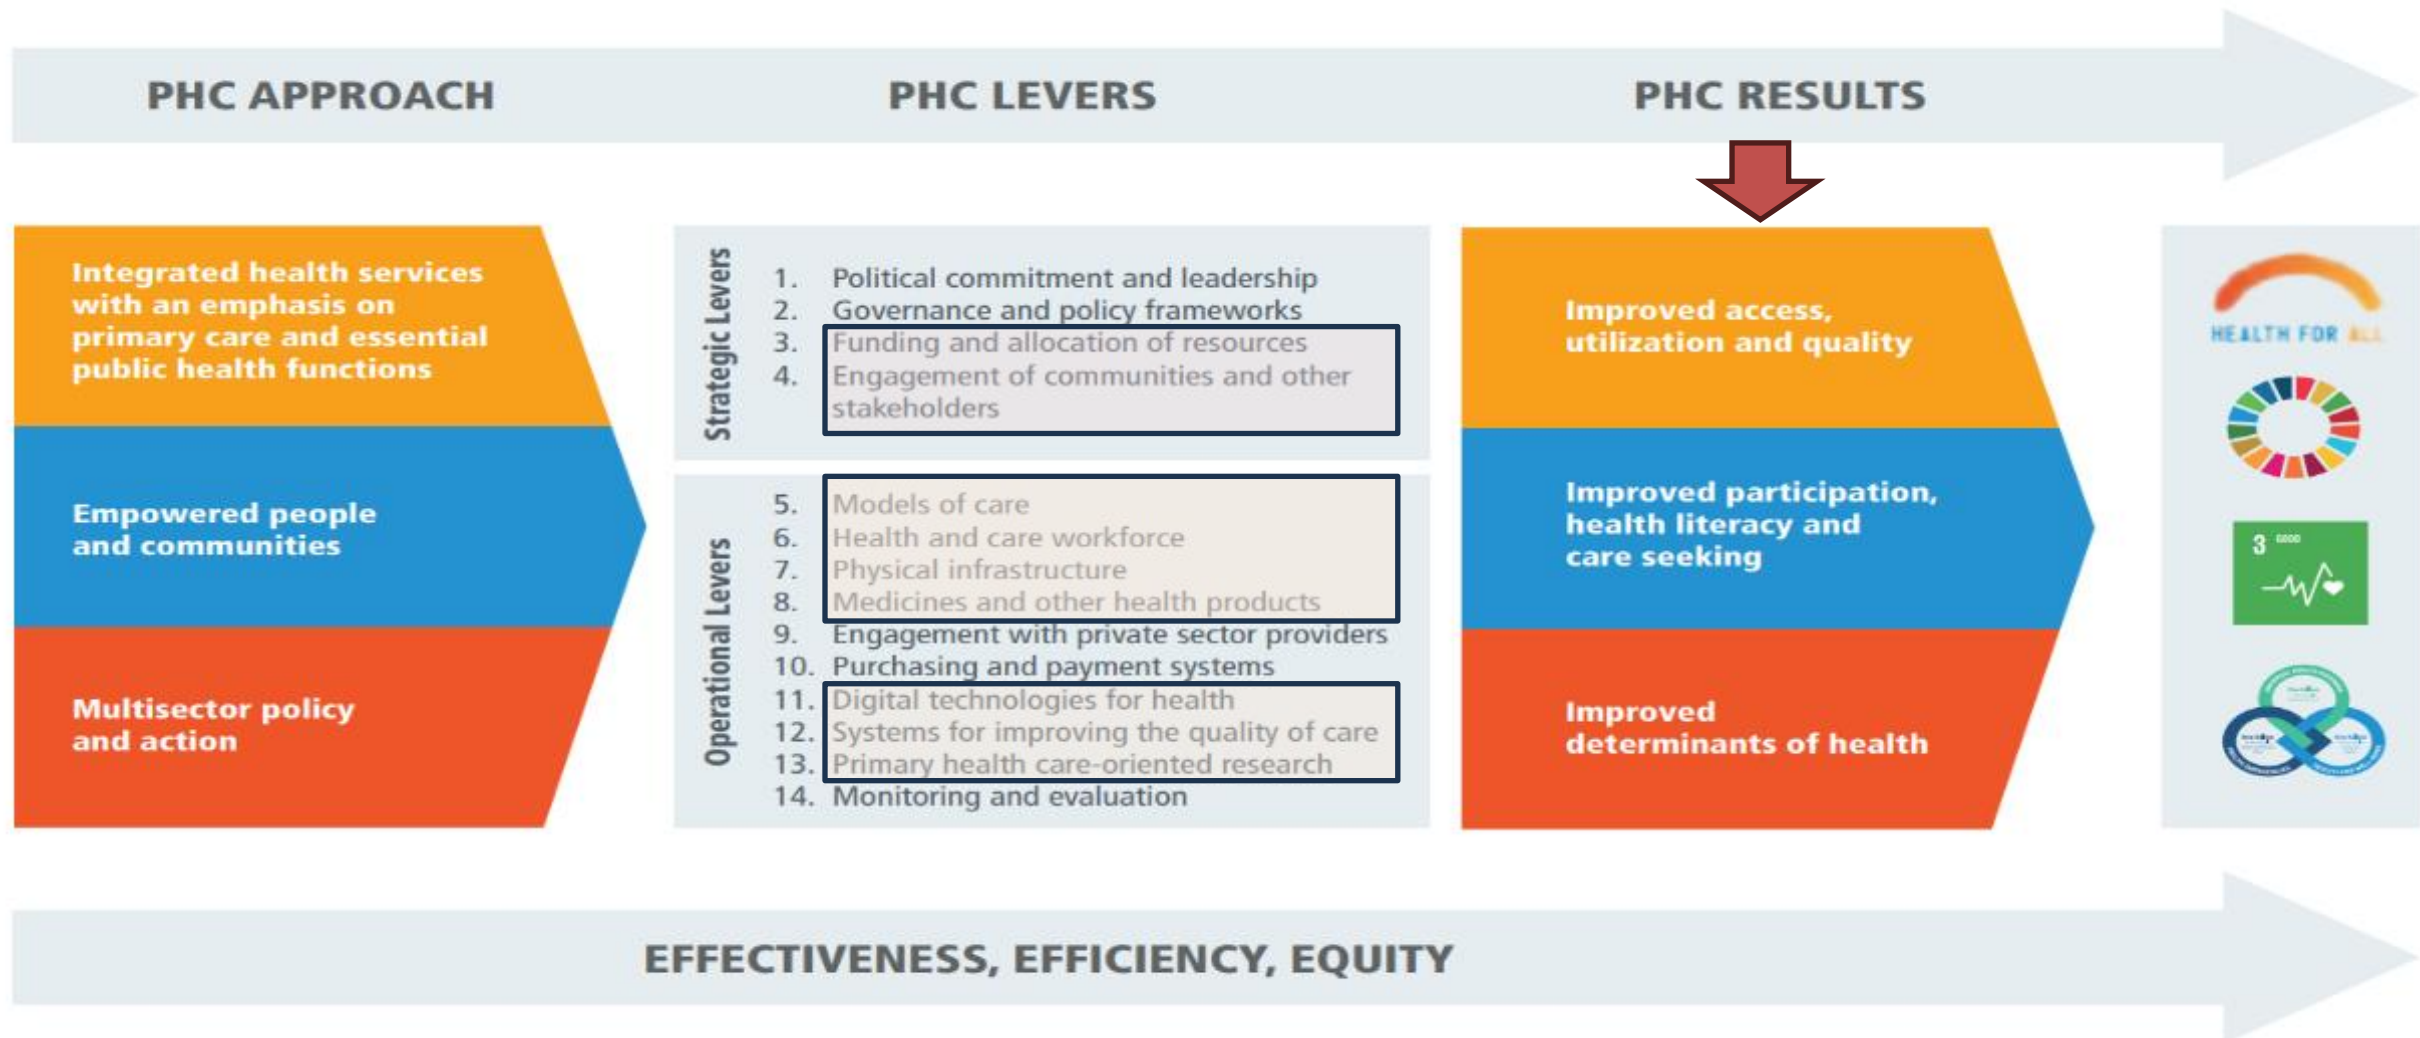 PHC APPROACH
PHC LEVERS
PHC RESULTS
Integrated health services
with an emphasis on
primary care and essential
public health functions
Empowered people
and communities
Multisector policy
and action
Strategic Levers
1. Political commitment and leadership
2. Governance and policy frameworks
3. Funding and allocation of resources
4. Engagement of communities and other
stakeholders
Operational Levers
5. Models of care
6. Health and care workforce
7. Physical infrastructure
8. Medicines and other health products
9. Engagement with private sector providers
10. Purchasing and payment systems
11. Digital technologies for health
12. Systems for improving the quality of care
13. Primary health care-oriented research
14. Monitoring and evaluation
Improved access,
utilization and quality
Improved participation,
health literacy and
care seeking
Improved
determinants of health
HEALTH FOR ALL
3 GOOD
EFFECTIVENESS, EFFICIENCY, EQUITY